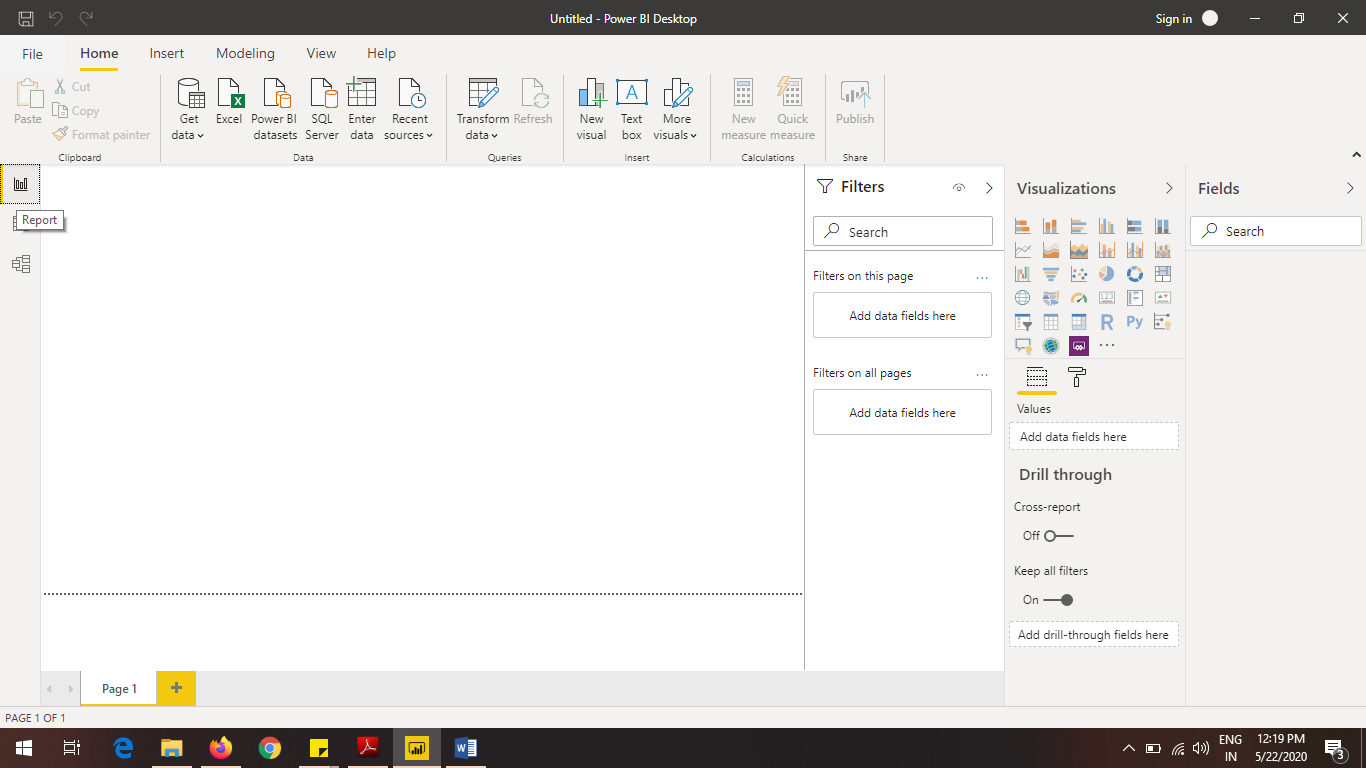 Untitled - Power BI Desktop
Sign in
File Home Insert Modeling View Help
Paste
Cut
Copy
Format painter
Clipboard
Get data
Excel
Power BI datasets
SQL Server
Enter data
Recent sources
Data
Transform data
Refresh
Queries
New visual
Text box
More visuals
Insert
New measure
Quick measure
Calculations
Publish
Share
Report
Filters
Search
Filters on this page
Add data fields here
Filters on all pages
Add data fields here
Visualizations
123
R
Py
Values
Add data fields here
Drill through
Cross-report
Off
Keep all filters
On
Add drill-through fields here
Fields
Search
Page 1
PAGE 1 OF 1
ENG
IN
12:19 PM
5/22/2020
3